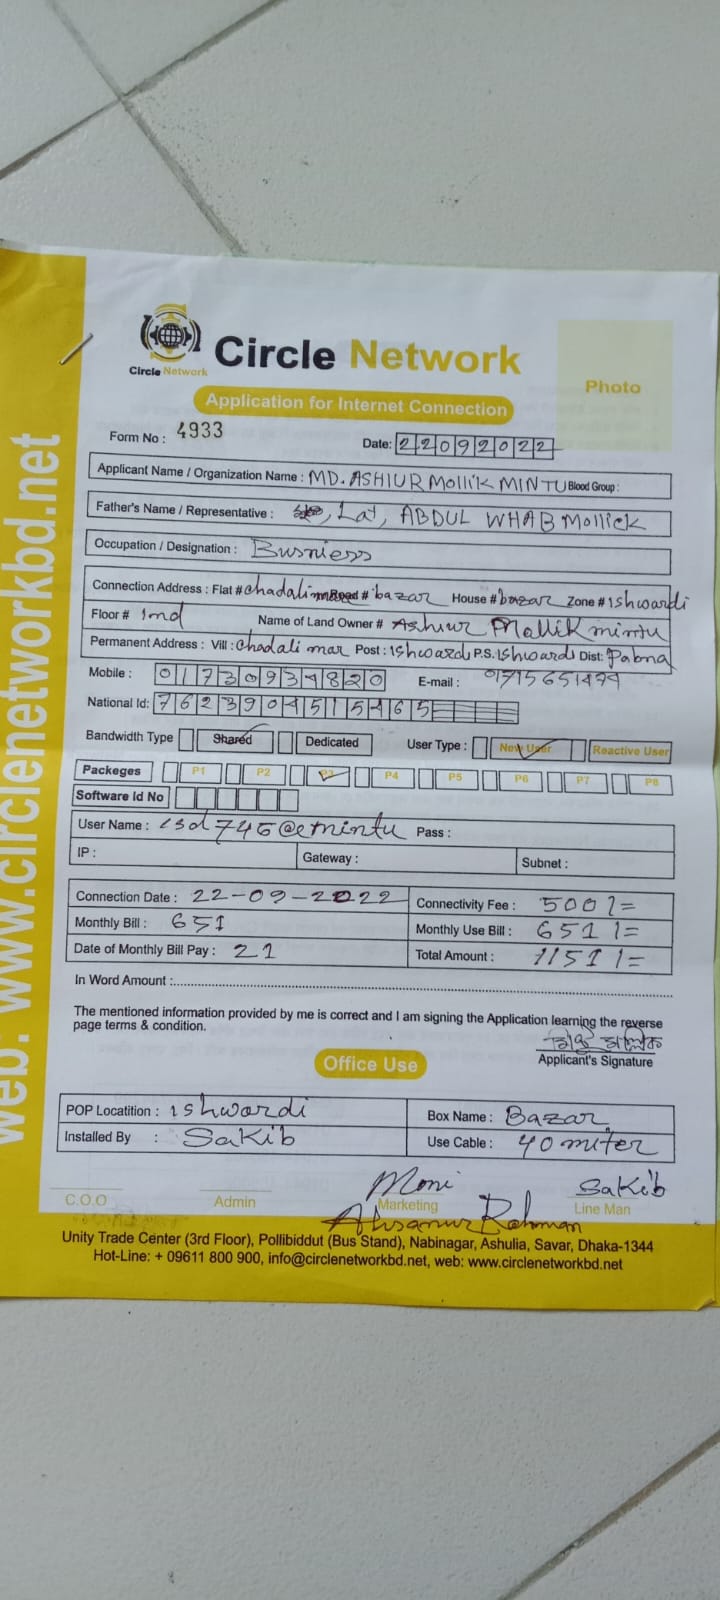 web: www.circlenetworkbd.net
Circle Network
Circle Network
Photo
Application for Internet Connection
Form No : 4933
Date: 22092022
Applicant Name / Organization Name : MD. ASHIUR MOllIK MINTU Blood Group :
Father's Name / Representative : , Lat, ABDUL WHAB Mollick
Occupation / Designation : Busniess
Connection Address : Flat # chadali mar Road # bazar House # bazar Zone # Ishwardi
Floor # 1nd Name of Land Owner # Ashiur Mollik mintu
Permanent Address : Vill : Chadali mar Post : Ishwardi P.S. Ishwardi Dist: Pabna
Mobile : 01730934820 E-mail : 01715651479
National Id: 7623904515465
Bandwidth Type Shared Dedicated User Type : New User Reactive User
Packeges P1 P2 P3 P4 P5 P6 P7 P8
Software Id No
User Name : isd746@emintu Pass :
IP : Gateway : Subnet :
Connection Date : 22-09-2022 Connectivity Fee : 500/=
Monthly Bill : 651 Monthly Use Bill : 651/=
Date of Monthly Bill Pay : 21 Total Amount : 1151/=
In Word Amount :
The mentioned information provided by me is correct and I am signing the Application learning the reverse
page terms & condition.
Applicant's Signature
Office Use
POP Locatition : Ishwardi Box Name : Bazar
Installed By : Sakib Use Cable : 40 miter
Moni Sakib
C.O.O Admin Marketing Line Man
Ahsanur Rahman
Unity Trade Center (3rd Floor), Pollibiddut (Bus Stand), Nabinagar, Ashulia, Savar, Dhaka-1344
Hot-Line: + 09611 800 900, info@circlenetworkbd.net, web: www.circlenetworkbd.net